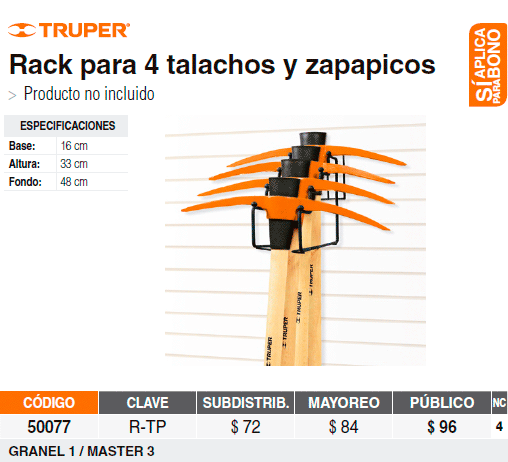 TRUPER®
SÍ APLICA
PARA BONO
Rack para 4 talachos y zapapicos
> Producto no incluido
ESPECIFICACIONES
Base: 16 cm
Altura: 33 cm
Fondo: 48 cm
TRUPER
TRUPER
TRUPER
CÓDIGO CLAVE SUBDISTRIB. MAYOREO PÚBLICO NC
50077 R-TP $ 72 $ 84 $ 96 4
GRANEL 1 / MASTER 3